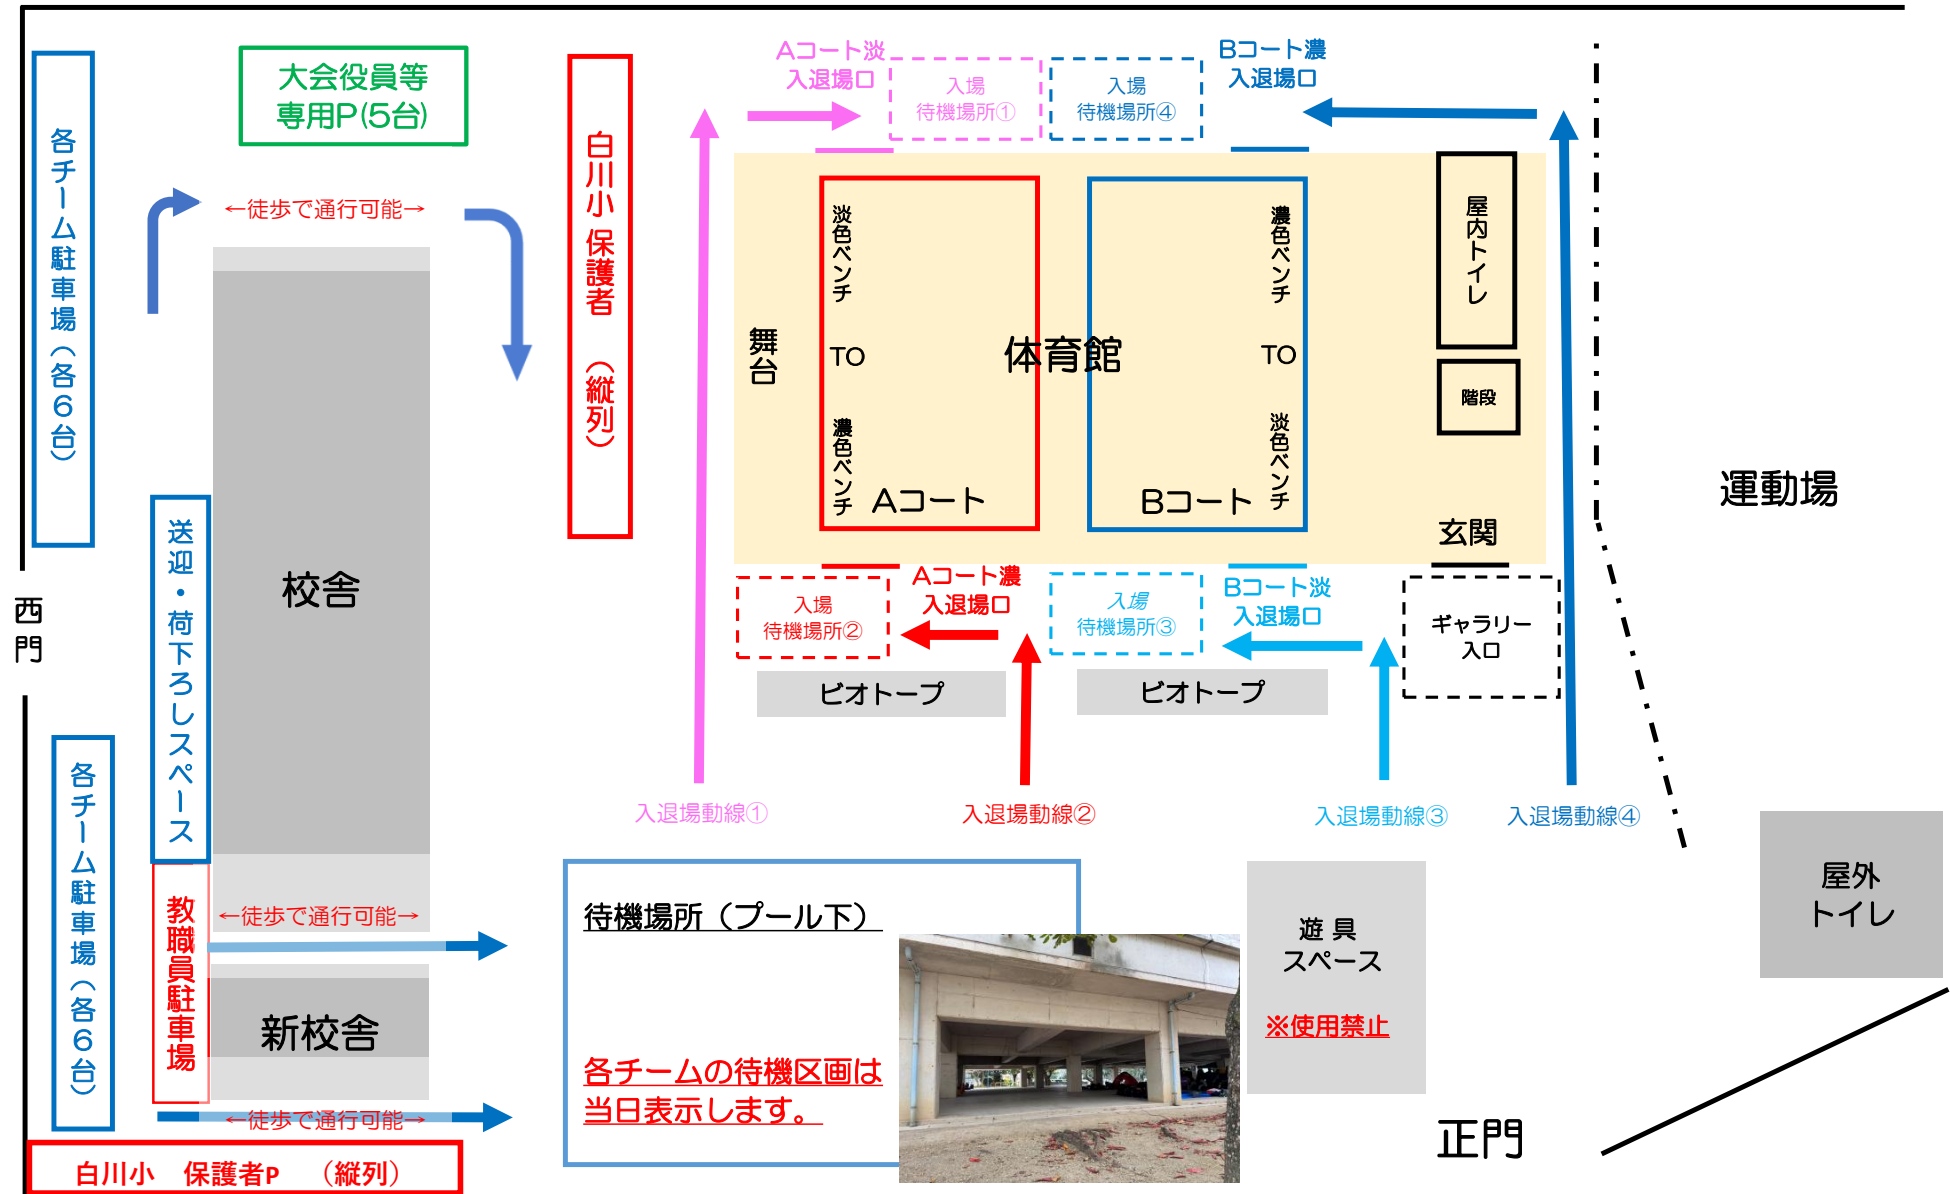 大会役員等
専用P(5台)
各チーム駐車場（各６台）
←徒歩で通行可能→
白川小 保護者 （縦列）
Aコート淡
入退場口
入場
待機場所①
入場
待機場所④
Bコート濃
入退場口
淡色ベンチ
TO
濃色ベンチ
舞台
体育館
Aコート
濃色ベンチ
TO
淡色ベンチ
Bコート
屋内トイレ
階段
玄関
運動場
校舎
西門
送迎・荷下ろしスペース
入場
待機場所②
Aコート濃
入退場口
入場
待機場所③
Bコート淡
入退場口
ギャラリー
入口
ビオトープ
ビオトープ
入退場動線①
入退場動線②
入退場動線③
入退場動線④
各チーム駐車場（各６台）
教職員駐車場
←徒歩で通行可能→
新校舎
←徒歩で通行可能→
白川小　保護者P　（縦列）
待機場所（プール下）
各チームの待機区画は
当日表示します。
遊具
スペース
※使用禁止
屋外
トイレ
正門